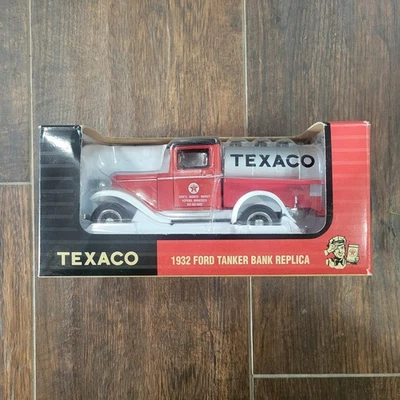 TEXACO
TEXACO
1932 FORD TANKER BANK REPLICA